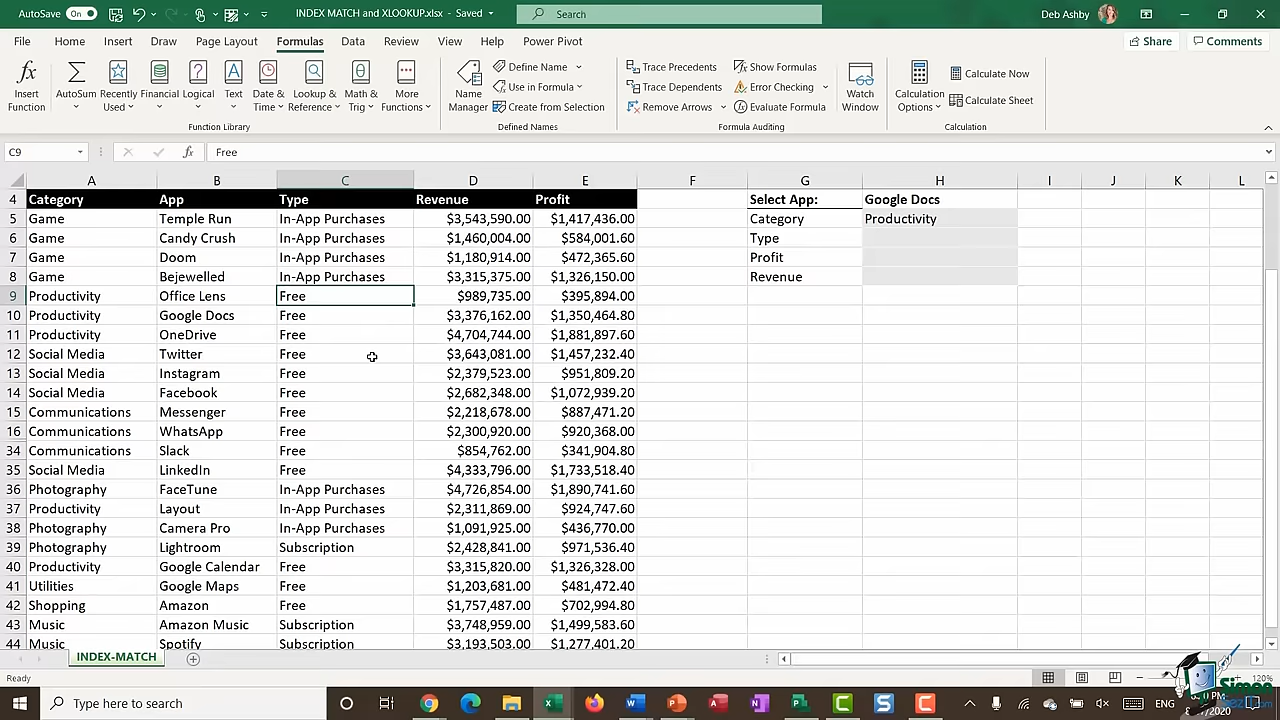 AutoSave On INDEX MATCH and XLOOKUP.xlsx - Saved Search Deb Ashby
File Home Insert Draw Page Layout Formulas Data Review View Help Power Pivot Share Comments
Insert Function AutoSum Recently Used Financial Logical Text Date & Time Lookup & Reference Math & Trig More Functions Name Manager Define Name Use in Formula Create from Selection Trace Precedents Trace Dependents Remove Arrows Show Formulas Error Checking Evaluate Formula Watch Window Calculation Options Calculate Now Calculate Sheet
Function Library Defined Names Formula Auditing Calculation
C9 fx Free
A B C D E F G H I J K L
4 Category App Type Revenue Profit Select App: Google Docs
5 Game Temple Run In-App Purchases $3,543,590.00 $1,417,436.00 Category Productivity
6 Game Candy Crush In-App Purchases $1,460,004.00 $584,001.60 Type
7 Game Doom In-App Purchases $1,180,914.00 $472,365.60 Profit
8 Game Bejewelled In-App Purchases $3,315,375.00 $1,326,150.00 Revenue
9 Productivity Office Lens Free $989,735.00 $395,894.00
10 Productivity Google Docs Free $3,376,162.00 $1,350,464.80
11 Productivity OneDrive Free $4,704,744.00 $1,881,897.60
12 Social Media Twitter Free $3,643,081.00 $1,457,232.40
13 Social Media Instagram Free $2,379,523.00 $951,809.20
14 Social Media Facebook Free $2,682,348.00 $1,072,939.20
15 Communications Messenger Free $2,218,678.00 $887,471.20
16 Communications WhatsApp Free $2,300,920.00 $920,368.00
34 Communications Slack Free $854,762.00 $341,904.80
35 Social Media LinkedIn Free $4,333,796.00 $1,733,518.40
36 Photography FaceTune In-App Purchases $4,726,854.00 $1,890,741.60
37 Productivity Layout In-App Purchases $2,311,869.00 $924,747.60
38 Photography Camera Pro In-App Purchases $1,091,925.00 $436,770.00
39 Photography Lightroom Subscription $2,428,841.00 $971,536.40
40 Productivity Google Calendar Free $3,315,820.00 $1,326,328.00
41 Utilities Google Maps Free $1,203,681.00 $481,472.40
42 Shopping Amazon Free $1,757,487.00 $702,994.80
43 Music Amazon Music Subscription $3,748,959.00 $1,499,583.60
44 Music Spotify Subscription $3,193,503.00 $1,277,401.20
INDEX-MATCH
Ready 120%
Type here to search